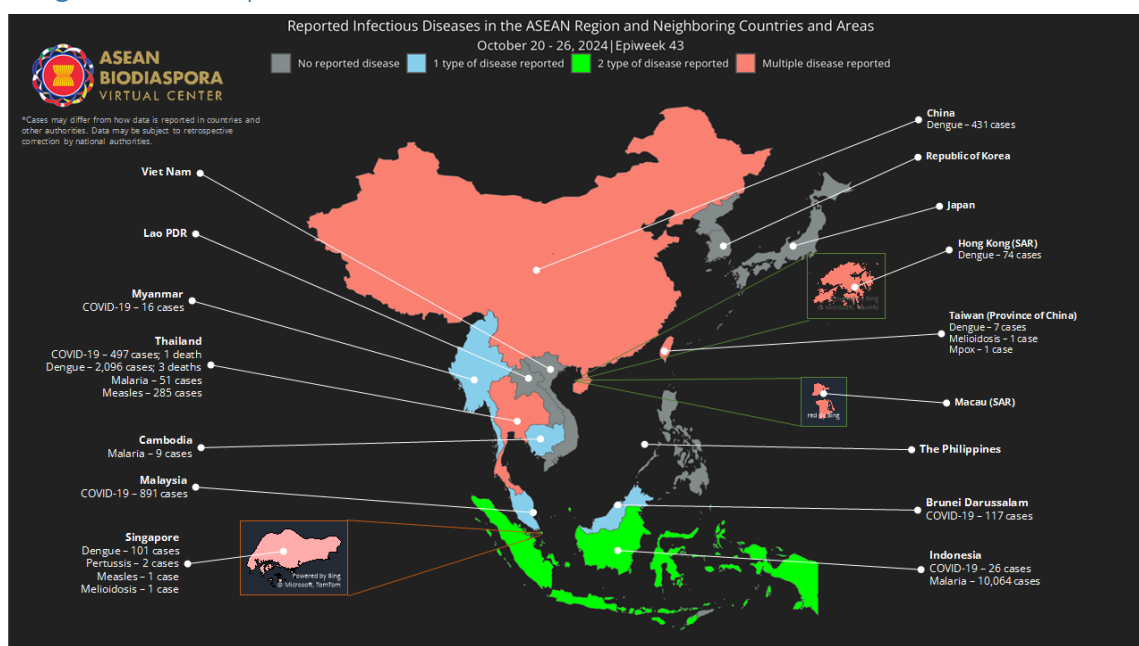 Reported Infectious Diseases in the ASEAN Region and Neighboring Countries and Areas
October 20 - 26, 2024|Epiweek 43
No reported disease
1 type of disease reported
2 type of disease reported
Multiple disease reported
ASEAN
BIODIASPORA
VIRTUAL CENTER
*Cases may differ from how data is reported in countries and
other authorities. Data may be subject to retrospective
correction by national authorities.
Viet Nam
Lao PDR
Myanmar
COVID-19 – 16 cases
Thailand
COVID-19 – 497 cases; 1 death
Dengue – 2,096 cases; 3 deaths
Malaria – 51 cases
Measles – 285 cases
Cambodia
Malaria – 9 cases
Malaysia
COVID-19 – 891 cases
Singapore
Dengue – 101 cases
Pertussis – 2 cases
Measles – 1 case
Melioidosis – 1 case
Powered by Bing
© Microsoft, TomTom
China
Dengue – 431 cases
Republic of Korea
Japan
Hong Kong (SAR)
Dengue – 74 cases
Taiwan (Province of China)
Dengue – 7 cases
Melioidosis – 1 case
Mpox – 1 case
Macau (SAR)
red by Bing
The Philippines
Brunei Darussalam
COVID-19 – 117 cases
Indonesia
COVID-19 – 26 cases
Malaria – 10,064 cases